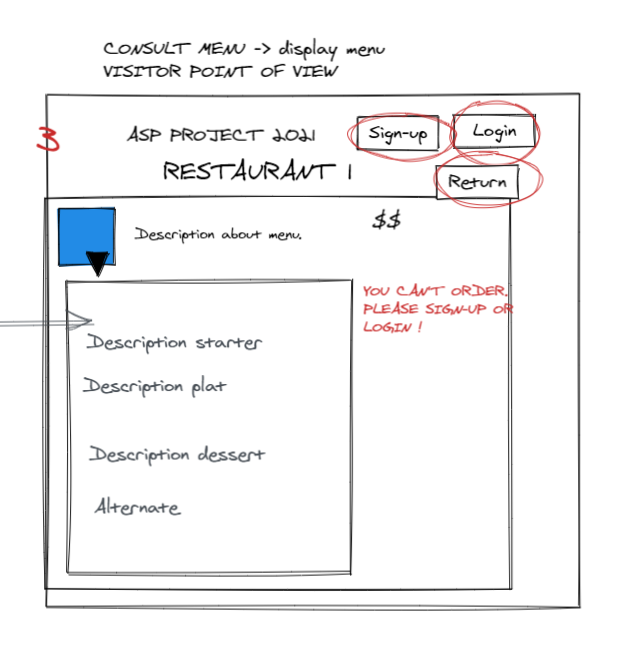 CONSULT MENU -> display menu
VISITOR POINT OF VIEW
3
ASP PROJECT 2021
Sign-up
Login
RESTAURANT 1
Return
Description about menu.
$$
YOU CAN'T ORDER.
PLEASE SIGN-UP OR
LOGIN !
Description starter
Description plat
Description dessert
Alternate